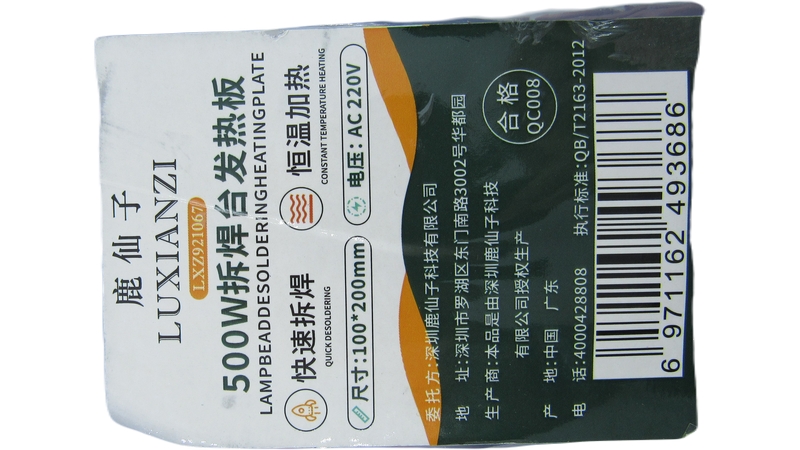 鹿仙子
LUXIANZI
LXZ921067
500W拆焊台发热板
LAMPBEADDESOLDERINGHEATINGPLATE
快速拆焊
QUICK DESOLDERING
恒温加热
CONSTANT TEMPERATURE HEATING
尺寸:100*200mm
电压: AC 220V
委托方:深圳鹿仙子科技有限公司
地 址:深圳市罗湖区东门南路3002号华都园
生产商:本品是由深圳鹿仙子科技
有限公司授权生产
产 地:中国 广东
电 话:4000428808
执行标准:QB/T2163-2012
合格
QC008
6 971162 493686